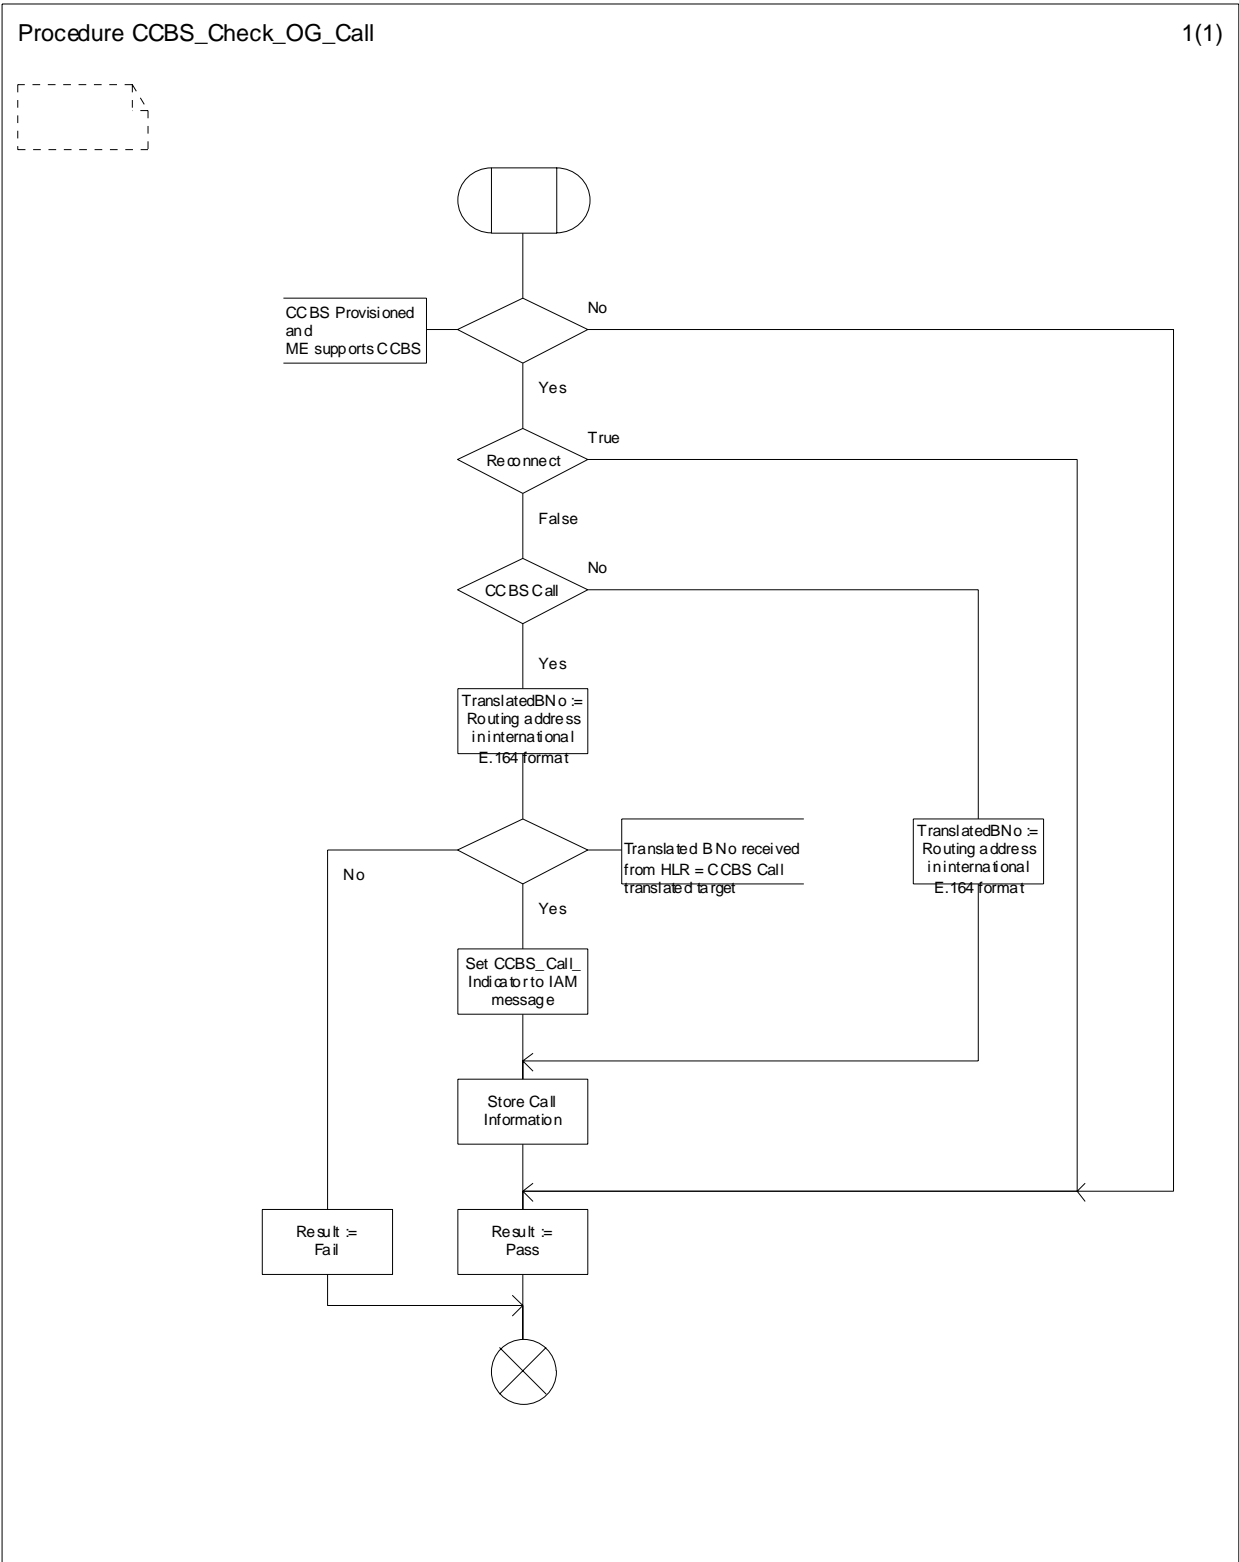 Procedure CCBS_Check_OG_Call
1(1)
CCBS Provisioned
and
ME supports CCBS
No
Yes
Reconnect
True
False
CCBS Call
No
Yes
TranslatedBNo :=
Routing address
in international
E.164 format
No
Translated BNo received
from HLR = CCBS Call
translated target
TranslatedBNo :=
Routing address
in international
E.164 format
Yes
Set CCBS_Call_
Indicator to IAM
message
Store Call
Information
Result :=
Fail
Result :=
Pass